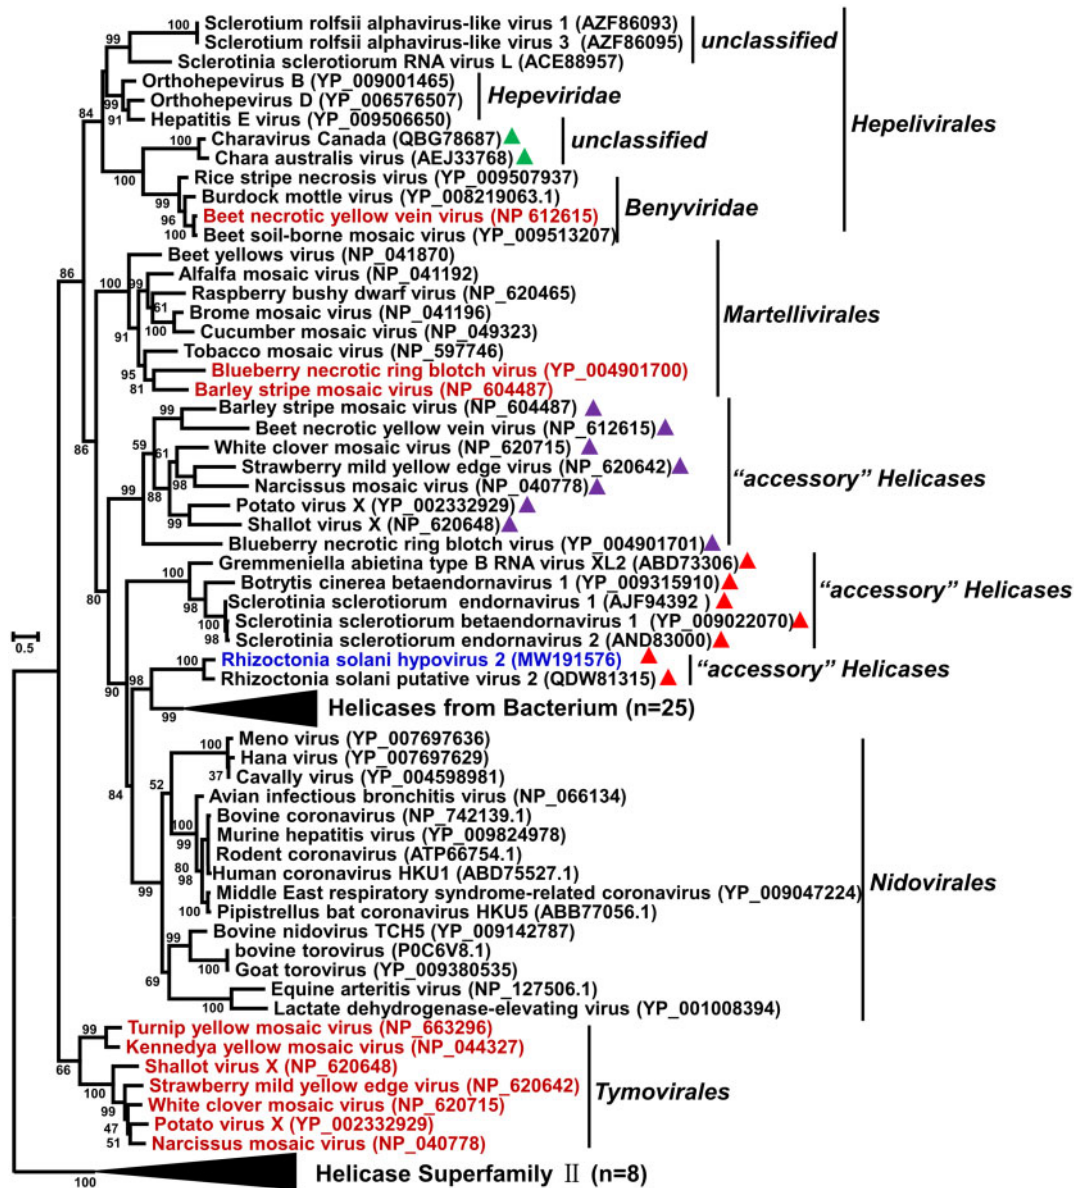 100
Sclerotium rolfsii alphavirus-like virus 1 (AZF86093)
99
Sclerotium rolfsii alphavirus-like virus 3 (AZF86095)
unclassified
Sclerotinia sclerotiorum RNA virus L (ACE88957)
Orthohepevirus B (YP_009001465)
99
Orthohepevirus D (YP_006576507)
Hepeviridae
84
91
Hepatitis E virus (YP_009506650)
Hepelivirales
100
Charavirus Canada (QBG78687)
unclassified
Chara australis virus (AEJ33768)
100
Rice stripe necrosis virus (YP_009507937)
99
Burdock mottle virus (YP_008219063.1)
Benyviridae
96
Beet necrotic yellow vein virus (NP 612615)
100
Beet soil-borne mosaic virus (YP_009513207)
86
Beet yellows virus (NP_041870)
100
99
Alfalfa mosaic virus (NP_041192)
Raspberry bushy dwarf virus (NP_620465)
61
Brome mosaic virus (NP_041196)
Martellivirales
91
100
Cucumber mosaic virus (NP_049323)
Tobacco mosaic virus (NP_597746)
95
Blueberry necrotic ring blotch virus (YP_004901700)
81
Barley stripe mosaic virus (NP_604487)
99
Barley stripe mosaic virus (NP_604487)
Beet necrotic yellow vein virus (NP_612615)
86
59
White clover mosaic virus (NP_620715)
61
Strawberry mild yellow edge virus (NP_620642)
98
Narcissus mosaic virus (NP_040778)
"accessory" Helicases
99
88
Potato virus X (YP_002332929)
99
Shallot virus X (NP_620648)
Blueberry necrotic ring blotch virus (YP_004901701)
Gremmeniella abietina type B RNA virus XL2 (ABD73306)
100
Botrytis cinerea betaendornavirus 1 (YP_009315910)
"accessory" Helicases
80
98
Sclerotinia sclerotiorum endornavirus 1 (AJF94392 )
Sclerotinia sclerotiorum betaendornavirus 1 (YP_009022070)
98
Sclerotinia sclerotiorum endornavirus 2 (AND83000)
0.5
100
Rhizoctonia solani hypovirus 2 (MW191576)
"accessory" Helicases
98
Rhizoctonia solani putative virus 2 (QDW81315)
90
99
Helicases from Bacterium (n=25)
100
Meno virus (YP_007697636)
Hana virus (YP_007697629)
37
Cavally virus (YP_004598981)
52
84
Avian infectious bronchitis virus (NP_066134)
Bovine coronavirus (NP_742139.1)
100
Murine hepatitis virus (YP_009824978)
99
Rodent coronavirus (ATP66754.1)
80
Human coronavirus HKU1 (ABD75527.1)
98
Nidovirales
99
Middle East respiratory syndrome-related coronavirus (YP_009047224)
100
Pipistrellus bat coronavirus HKU5 (ABB77056.1)
99
Bovine nidovirus TCH5 (YP_009142787)
bovine torovirus (P0C6V8.1)
100
Goat torovirus (YP_009380535)
69
Equine arteritis virus (NP_127506.1)
100
Lactate dehydrogenase-elevating virus (YP_001008394)
99
Turnip yellow mosaic virus (NP_663296)
Kennedya yellow mosaic virus (NP_044327)
66
Shallot virus X (NP_620648)
100
Strawberry mild yellow edge virus (NP_620642)
Tymovirales
99
White clover mosaic virus (NP_620715)
47
Potato virus X (YP_002332929)
51
Narcissus mosaic virus (NP_040778)
100
Helicase Superfamily Ⅱ (n=8)